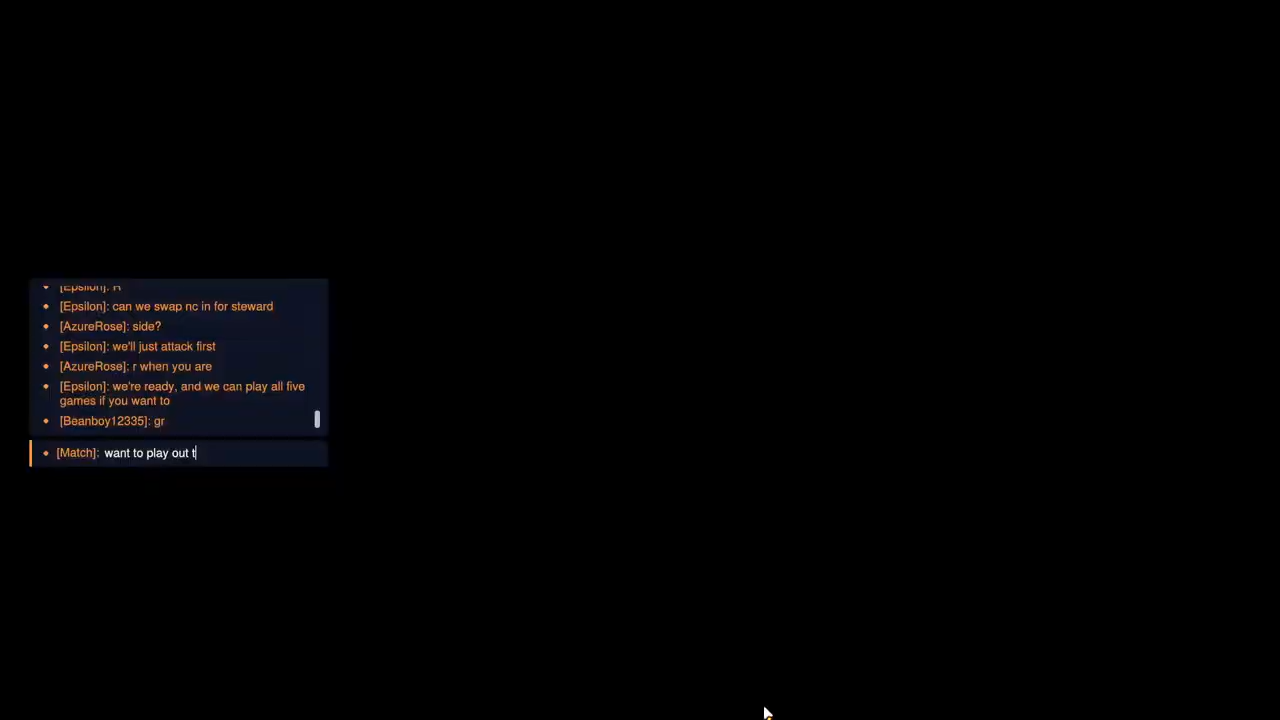 [Epsilon]: R
[Epsilon]: can we swap nc in for steward
[AzureRose]: side?
[Epsilon]: we'll just attack first
[AzureRose]: r when you are
[Epsilon]: we're ready, and we can play all five
games if you want to
[Beanboy12335]: gr
[Match]: want to play out t